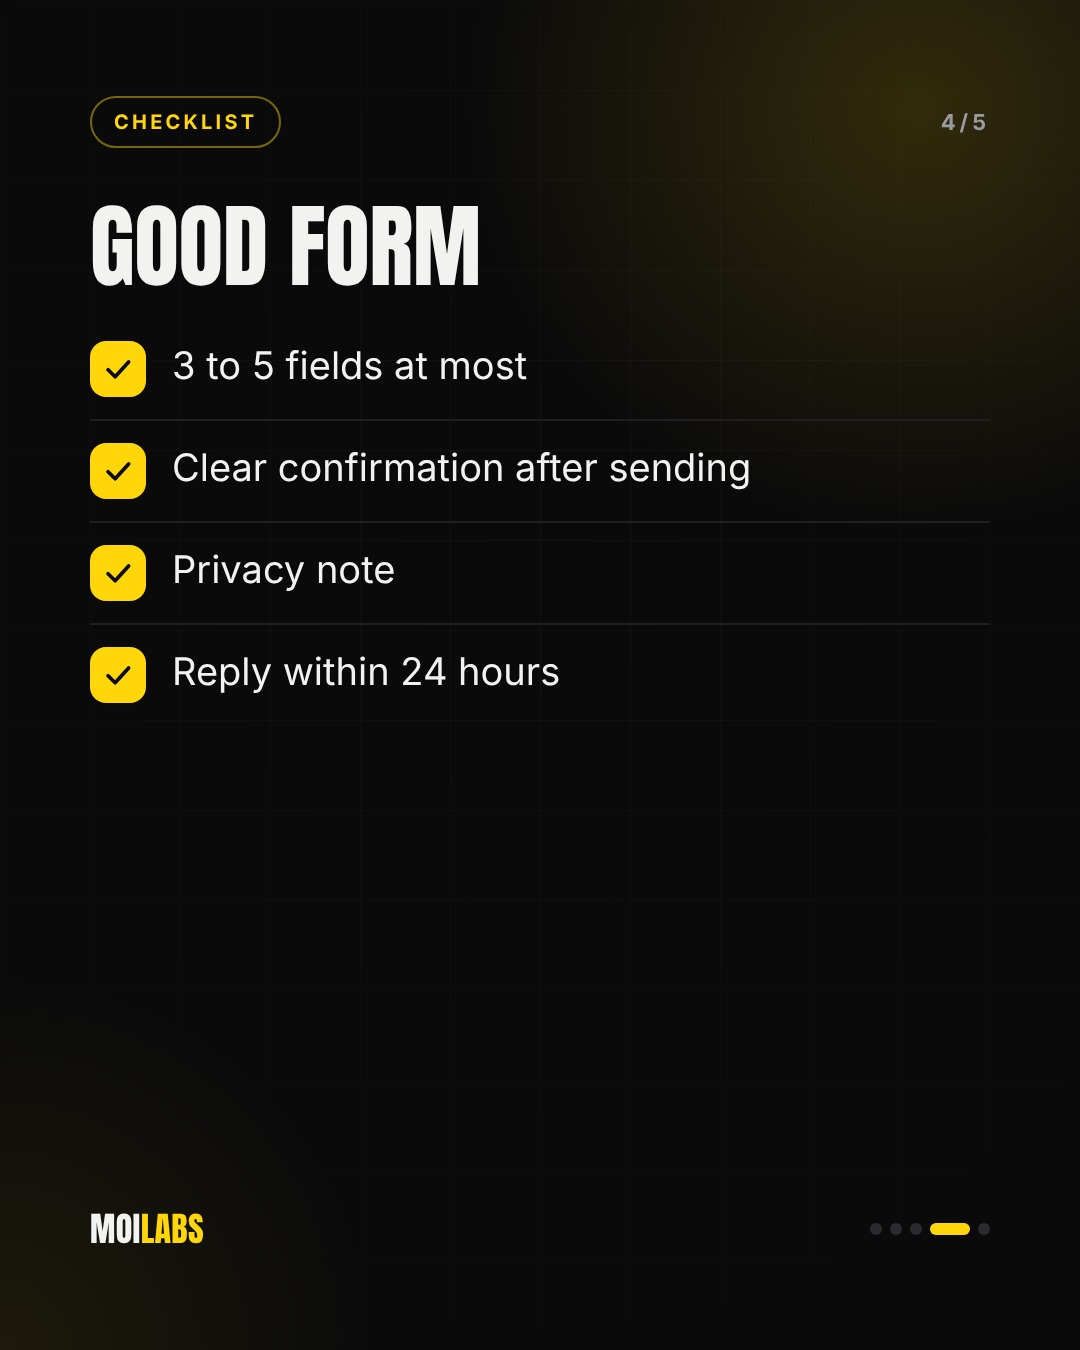 CHECKLIST
4/5
GOOD FORM
3 to 5 fields at most
Clear confirmation after sending
Privacy note
Reply within 24 hours
MOILABS